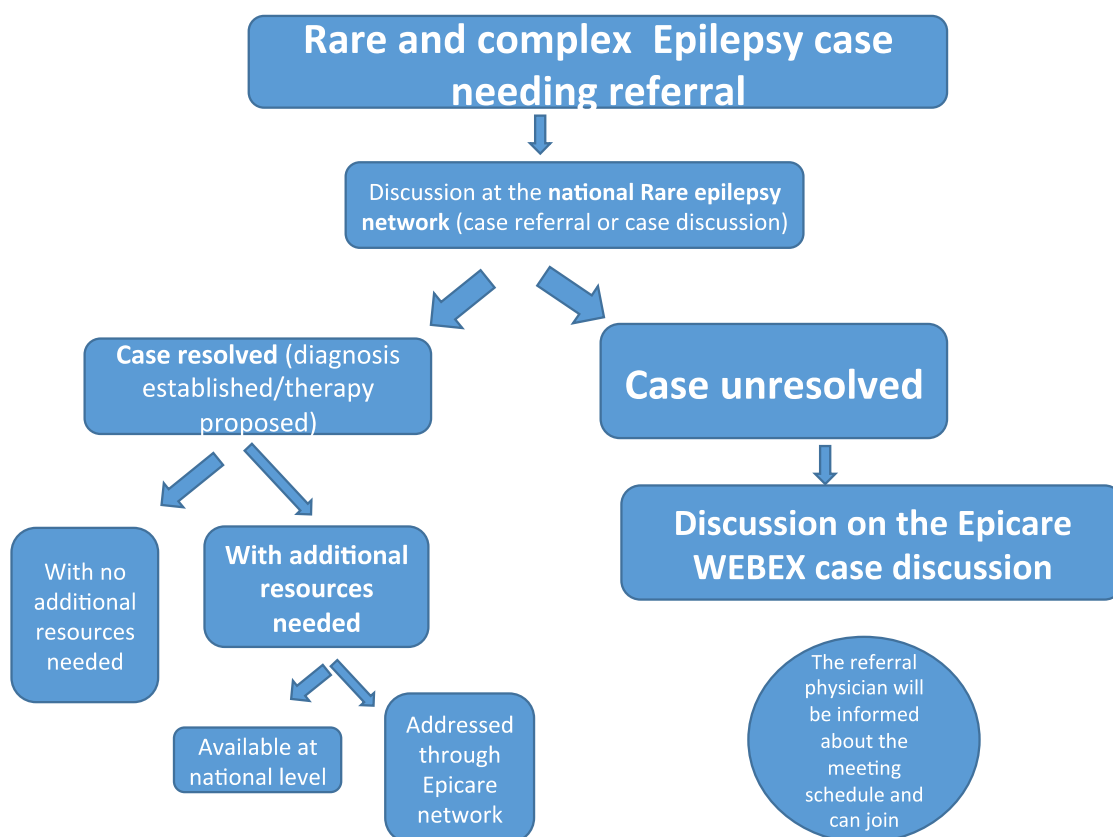 Rare and complex  Epilepsy case
needing referral
Discussion at the national Rare epilepsy
network (case referral or case discussion)
Case resolved (diagnosis
established/therapy
proposed)
Case unresolved
With no
additional
resources
needed
With additional
resources
needed
Discussion on the Epicare
WEBEX case discussion
Available at
national level
Addressed
through
Epicare
network
The referral
physician will
be informed
about the
meeting
schedule and
can join